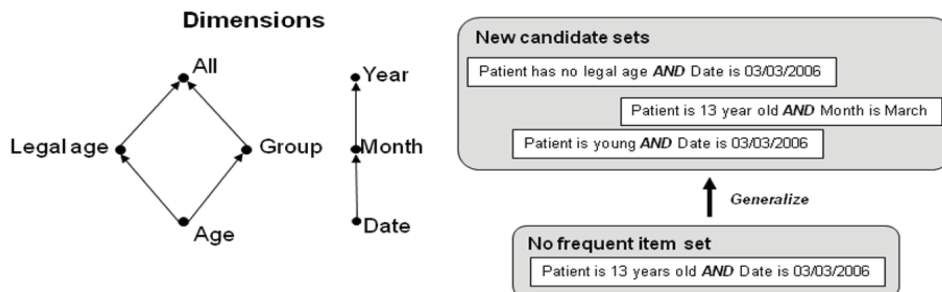 Dimensions
All
Legal age
Group
Age
Year
Month
Date
New candidate sets
Patient has no legal age AND Date is 03/03/2006
Patient is 13 year old AND Month is March
Patient is young AND Date is 03/03/2006
Generalize
No frequent item set
Patient is 13 years old AND Date is 03/03/2006